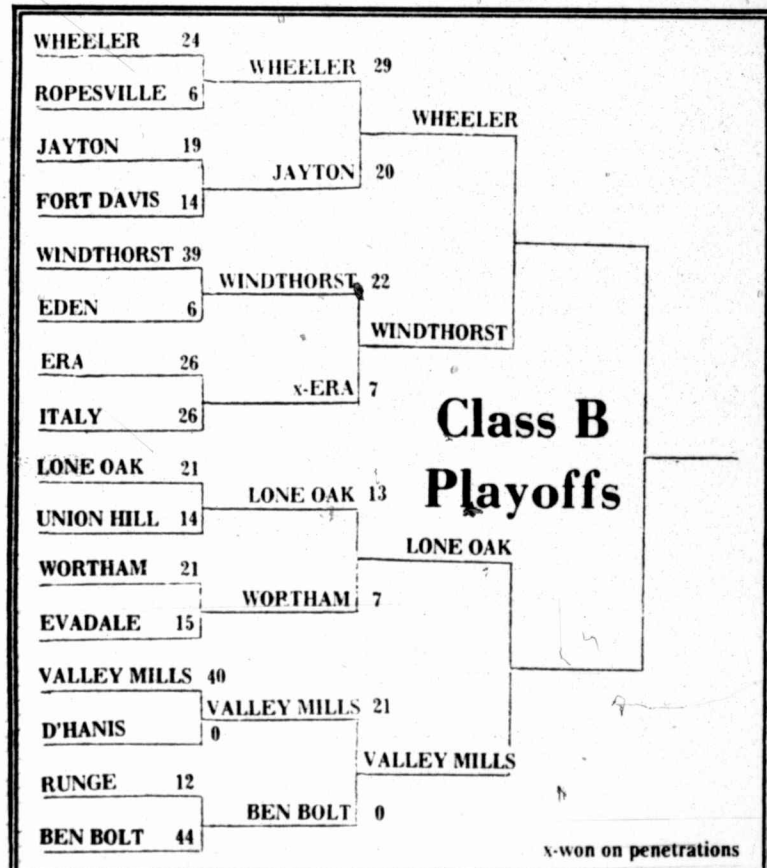 WHEELER 24
WHEELER 29
ROPESVILLE 6
WHEELER
JAYTON 19
JAYTON 20
FORT DAVIS 14
WINDTHORST 39
WINDTHORST 22
EDEN 6
WINDTHORST
ERA 26
x-ERA 7
ITALY 26
Class B
Playoffs
LONE OAK 21
LONE OAK 13
UNION HILL 14
LONE OAK
WORTHAM 21
WORTHAM 7
EVADALE 15
VALLEY MILLS 40
VALLEY MILLS 21
D'HANIS 0
VALLEY MILLS
RUNGE 12
BEN BOLT 0
BEN BOLT 44
x-won on penetrations